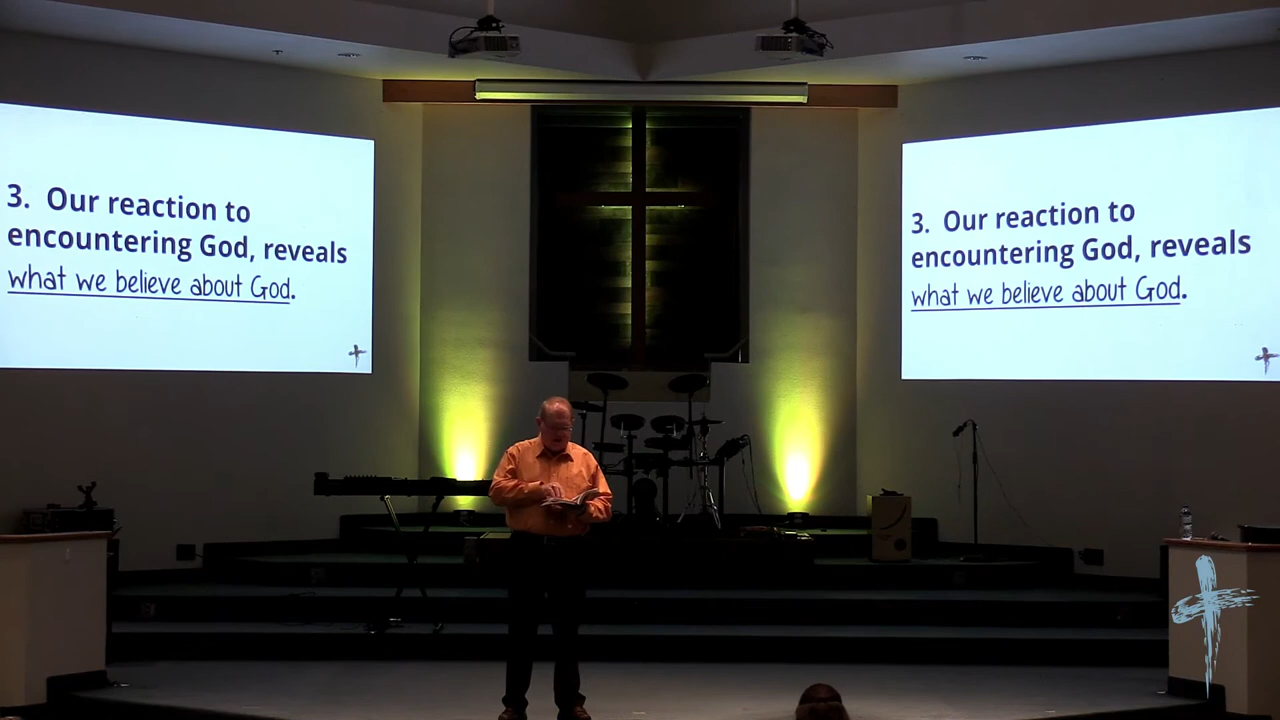 3. Our reaction to
encountering God, reveals
what we believe about God.
3. Our reaction to
encountering God, reveals
what we believe about God.